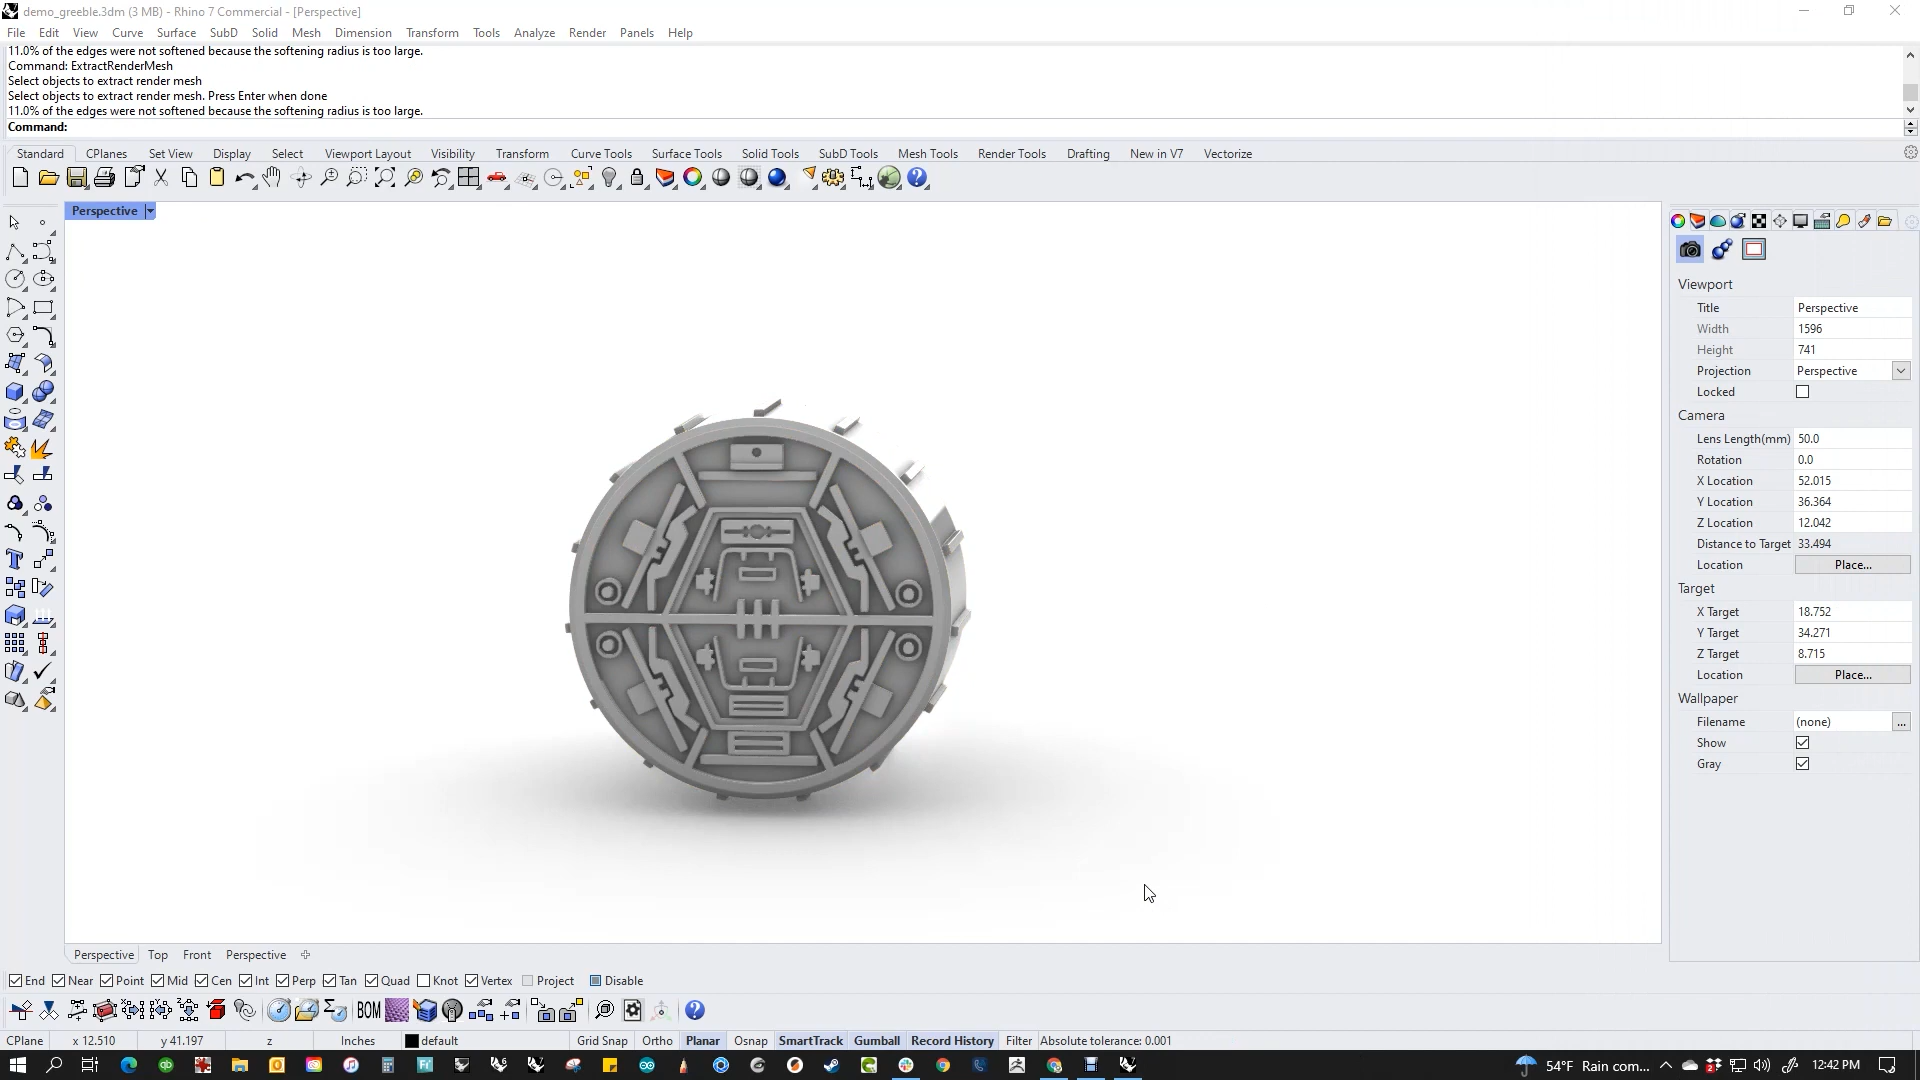 demo_greeble.3dm (3 MB) - Rhino 7 Commercial - [Perspective]
File Edit View Curve Surface SubD Solid Mesh Dimension Transform Tools Analyze Render Panels Help
11.0% of the edges were not softened because the softening radius is too large.
Command: ExtractRenderMesh
Select objects to extract render mesh
Select objects to extract render mesh. Press Enter when done
11.0% of the edges were not softened because the softening radius is too large.
Command:
Standard CPlanes Set View Display Select Viewport Layout Visibility Transform Curve Tools Surface Tools Solid Tools SubD Tools Mesh Tools Render Tools Drafting New in V7 Vectorize
Perspective
Viewport
Title Perspective
Width 1596
Height 741
Projection Perspective
Locked
Camera
Lens Length(mm) 50.0
Rotation 0.0
X Location 52.015
Y Location 36.364
Z Location 12.042
Distance to Target 33.494
Location Place...
Target
X Target 18.752
Y Target 34.271
Z Target 8.715
Location Place...
Wallpaper
Filename (none) ...
Show
Gray
Perspective Top Front Perspective
End Near Point Mid Cen Int Perp Tan Quad Knot Vertex Project Disable
BOM
CPlane x 12.510 y 41.197 z Inches default Grid Snap Ortho Planar Osnap SmartTrack Gumball Record History Filter Absolute tolerance: 0.001
54°F Rain com... 12:42 PM